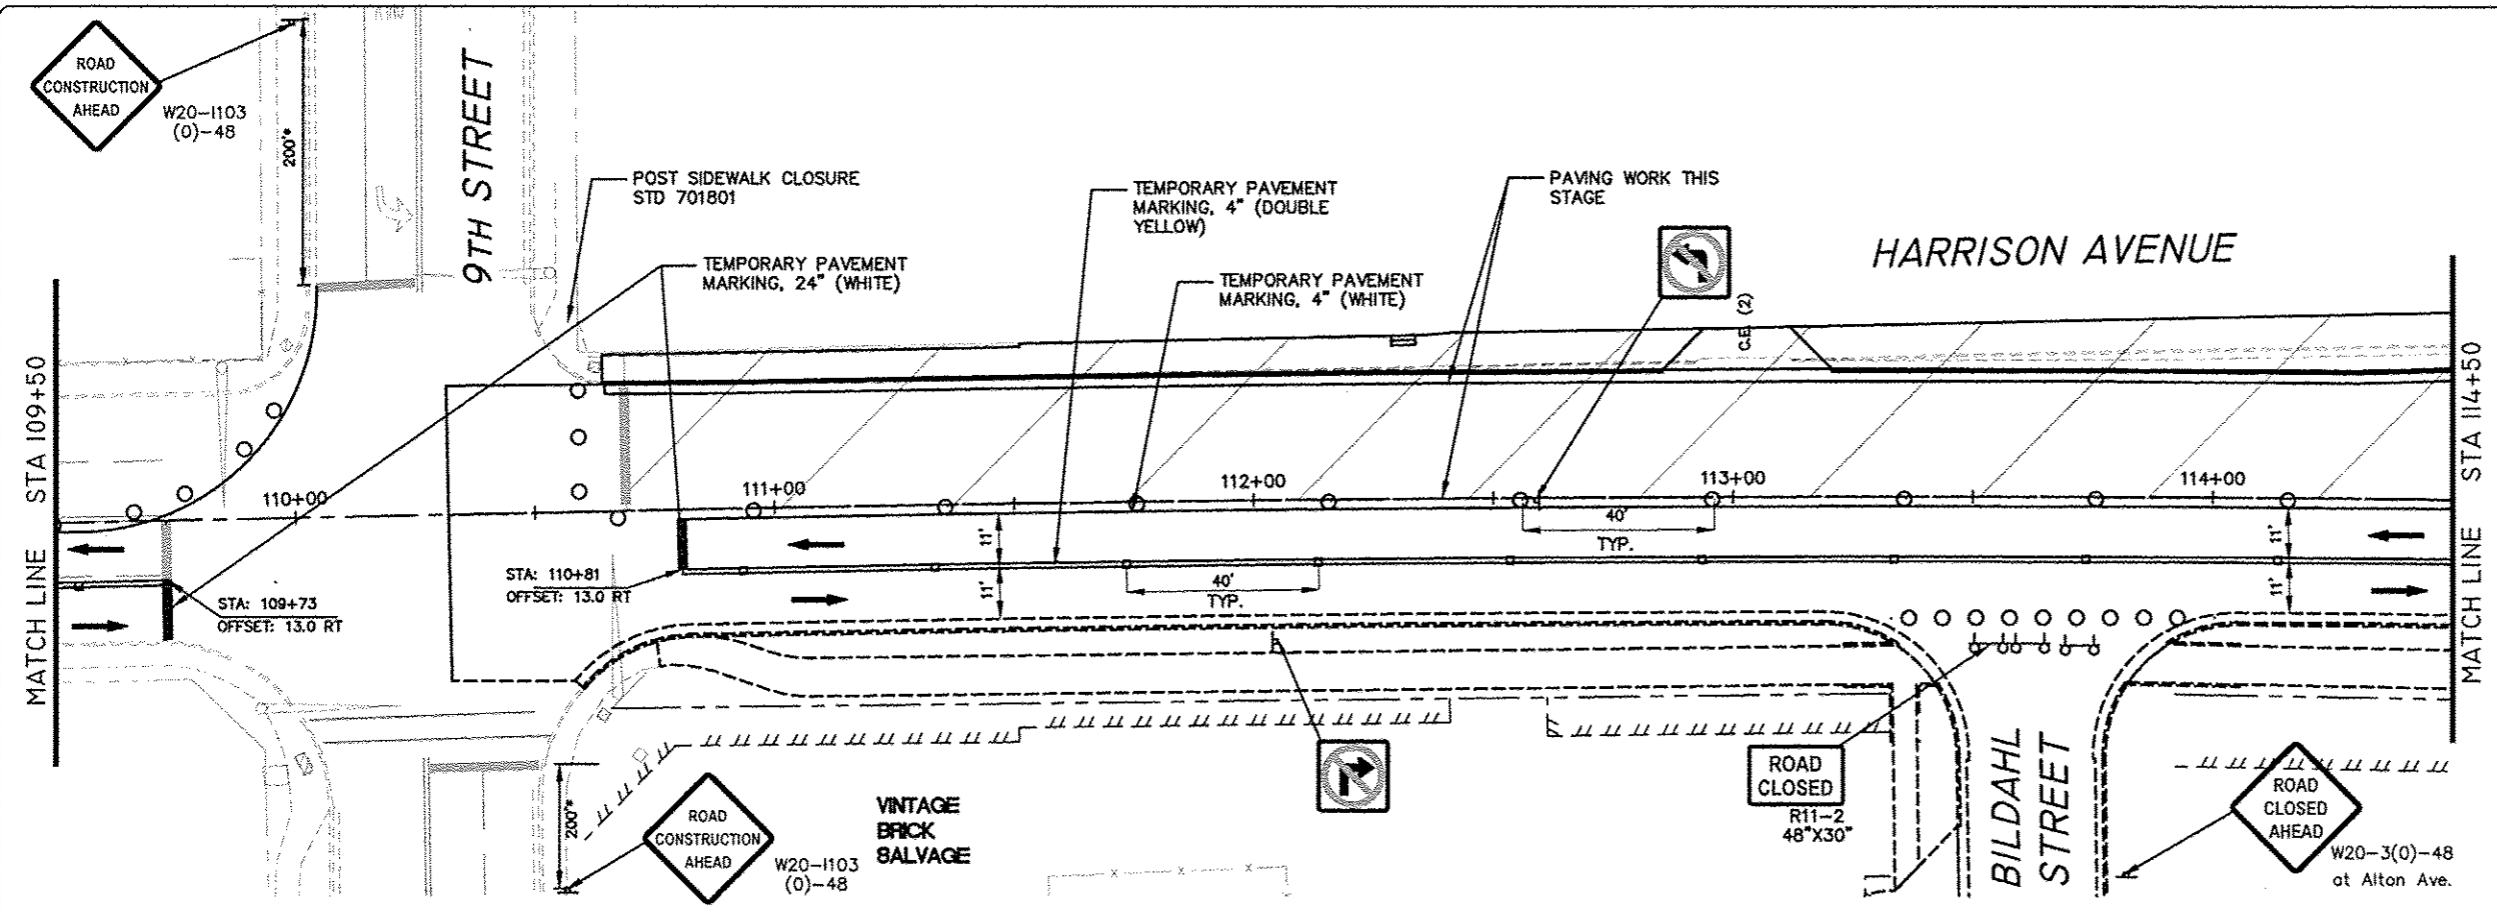 ROAD
CONSTRUCTION
AHEAD
W20-I103
(O)-48
200'*
9TH STREET
POST SIDEWALK CLOSURE
STD 701801
TEMPORARY PAVEMENT
MARKING, 24" (WHITE)
TEMPORARY PAVEMENT
MARKING, 4" (DOUBLE
YELLOW)
TEMPORARY PAVEMENT
MARKING, 4" (WHITE)
PAVING WORK THIS
STAGE
HARRISON AVENUE
C.E. (2)
MATCH LINE STA 109+50
MATCH LINE STA 114+50
110+00
111+00
112+00
113+00
114+00
40'
TYP.
11'
11'
11'
11'
40'
TYP.
STA: 110+81
OFFSET: 13.0 RT
STA: 109+73
OFFSET: 13.0 RT
200'*
ROAD
CONSTRUCTION
AHEAD
W20-I103
(O)-48
VINTAGE
BRICK
SALVAGE
ROAD
CLOSED
R11-2
48"X30"
BILDAHL
STREET
ROAD
CLOSED
AHEAD
W20-3(O)-48
at Alton Ave.